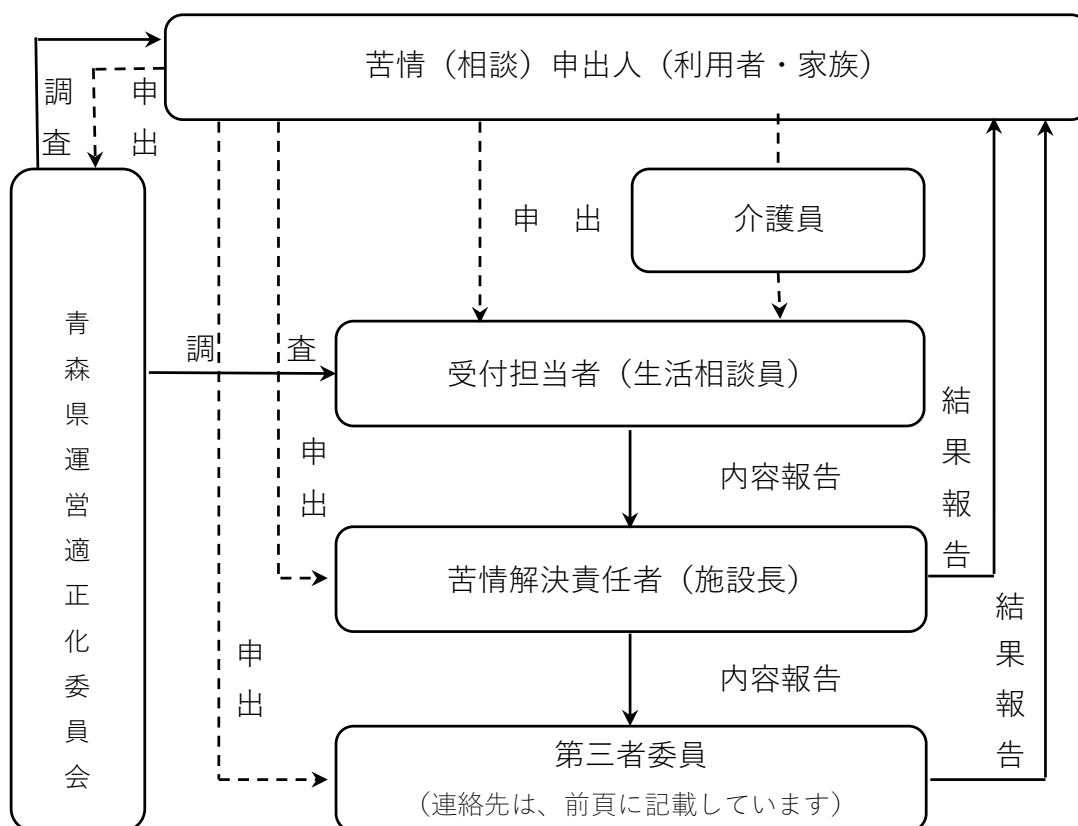 苦情（相談）申出人（利用者・家族）
調査
申出
申　出
介護員
青森県運営適正化委員会
調　査
受付担当者（生活相談員）
申出
内容報告
結果報告
苦情解決責任者（施設長）
申出
内容報告
結果報告
第三者委員
（連絡先は、前頁に記載しています）